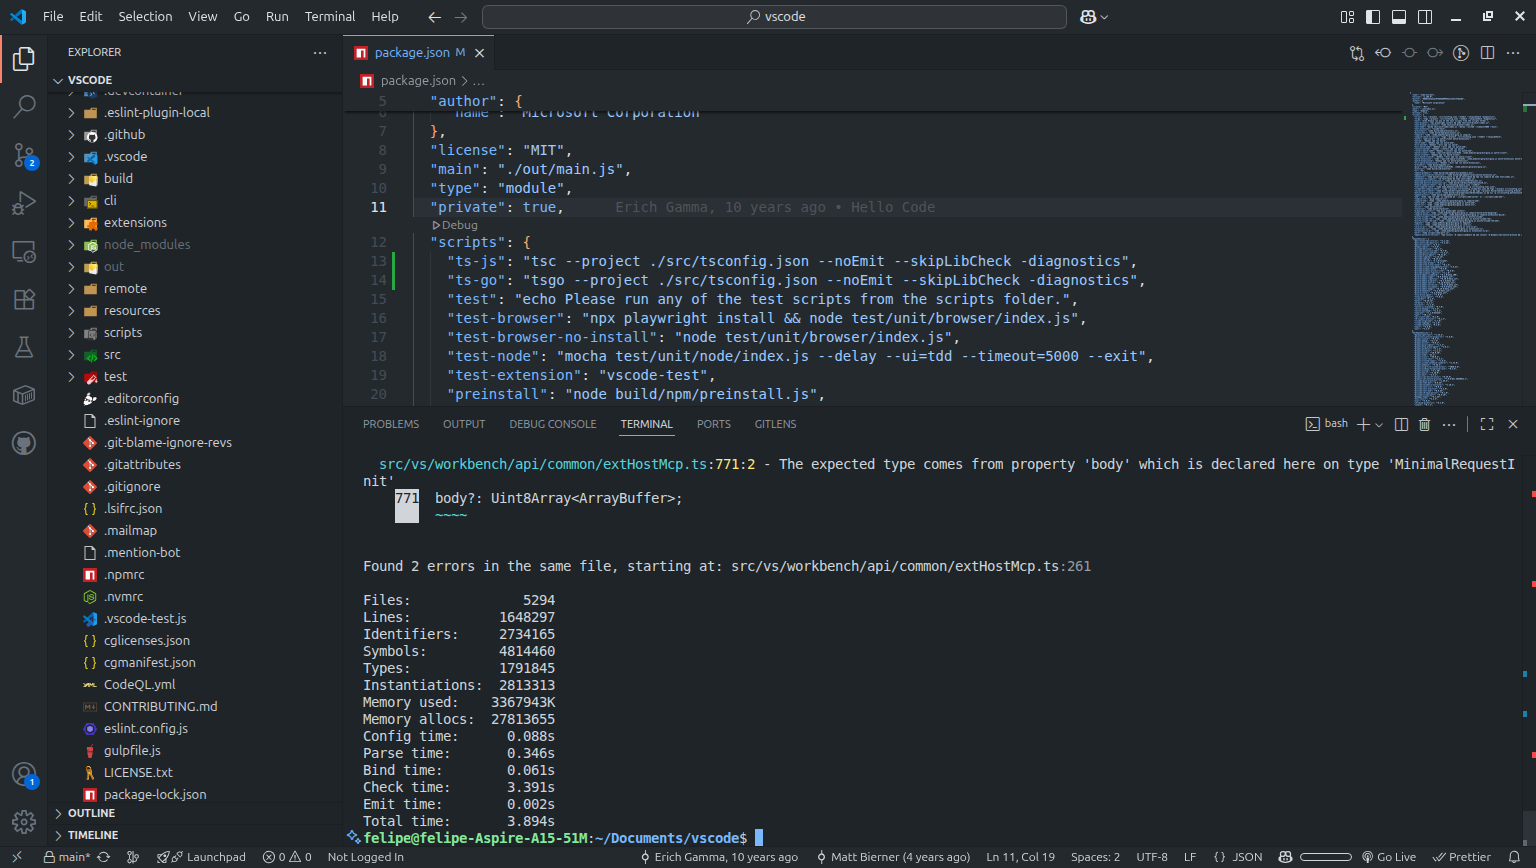 File Edit Selection View Go Run Terminal Help
vscode
EXPLORER
VSCODE
.devcontainer
.eslint-plugin-local
.github
.vscode
build
cli
extensions
node_modules
out
remote
resources
scripts
src
test
.editorconfig
.eslint-ignore
.git-blame-ignore-revs
.gitattributes
.gitignore
.lsifrc.json
.mailmap
.mention-bot
.npmrc
.nvmrc
.vscode-test.js
cglicenses.json
cgmanifest.json
CodeQL.yml
CONTRIBUTING.md
eslint.config.js
gulpfile.js
LICENSE.txt
package-lock.json
OUTLINE
TIMELINE
2
1
package.json M
package.json > ...
5 "author": {
6 "name": "Microsoft Corporation"
7 },
8 "license": "MIT",
9 "main": "./out/main.js",
10 "type": "module",
11 "private": true, Erich Gamma, 10 years ago • Hello Code
Debug
12 "scripts": {
13 "ts-js": "tsc --project ./src/tsconfig.json --noEmit --skipLibCheck -diagnostics",
14 "ts-go": "tsgo --project ./src/tsconfig.json --noEmit --skipLibCheck -diagnostics",
15 "test": "echo Please run any of the test scripts from the scripts folder.",
16 "test-browser": "npx playwright install && node test/unit/browser/index.js",
17 "test-browser-no-install": "node test/unit/browser/index.js",
18 "test-node": "mocha test/unit/node/index.js --delay --ui=tdd --timeout=5000 --exit",
19 "test-extension": "vscode-test",
20 "preinstall": "node build/npm/preinstall.js",
PROBLEMS OUTPUT DEBUG CONSOLE TERMINAL PORTS GITLENS
bash
src/vs/workbench/api/common/extHostMcp.ts:771:2 - The expected type comes from property 'body' which is declared here on type 'MinimalRequestI
nit'
771 body?: Uint8Array<ArrayBuffer>;
~~~~
Found 2 errors in the same file, starting at: src/vs/workbench/api/common/extHostMcp.ts:261
Files: 5294
Lines: 1648297
Identifiers: 2734165
Symbols: 4814460
Types: 1791845
Instantiations: 2813313
Memory used: 3367943K
Memory allocs: 27813655
Config time: 0.088s
Parse time: 0.346s
Bind time: 0.061s
Check time: 3.391s
Emit time: 0.002s
Total time: 3.894s
felipe@felipe-Aspire-A15-51M:~/Documents/vscode$
main* Launchpad 0 0 Not Logged In Erich Gamma, 10 years ago Matt Bierner (4 years ago) Ln 11, Col 19 Spaces: 2 UTF-8 LF { } JSON Go Live Prettier